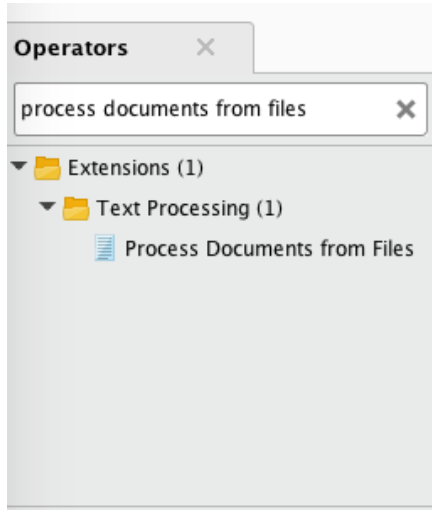 Operators
process documents from files
Extensions (1)
Text Processing (1)
Process Documents from Files